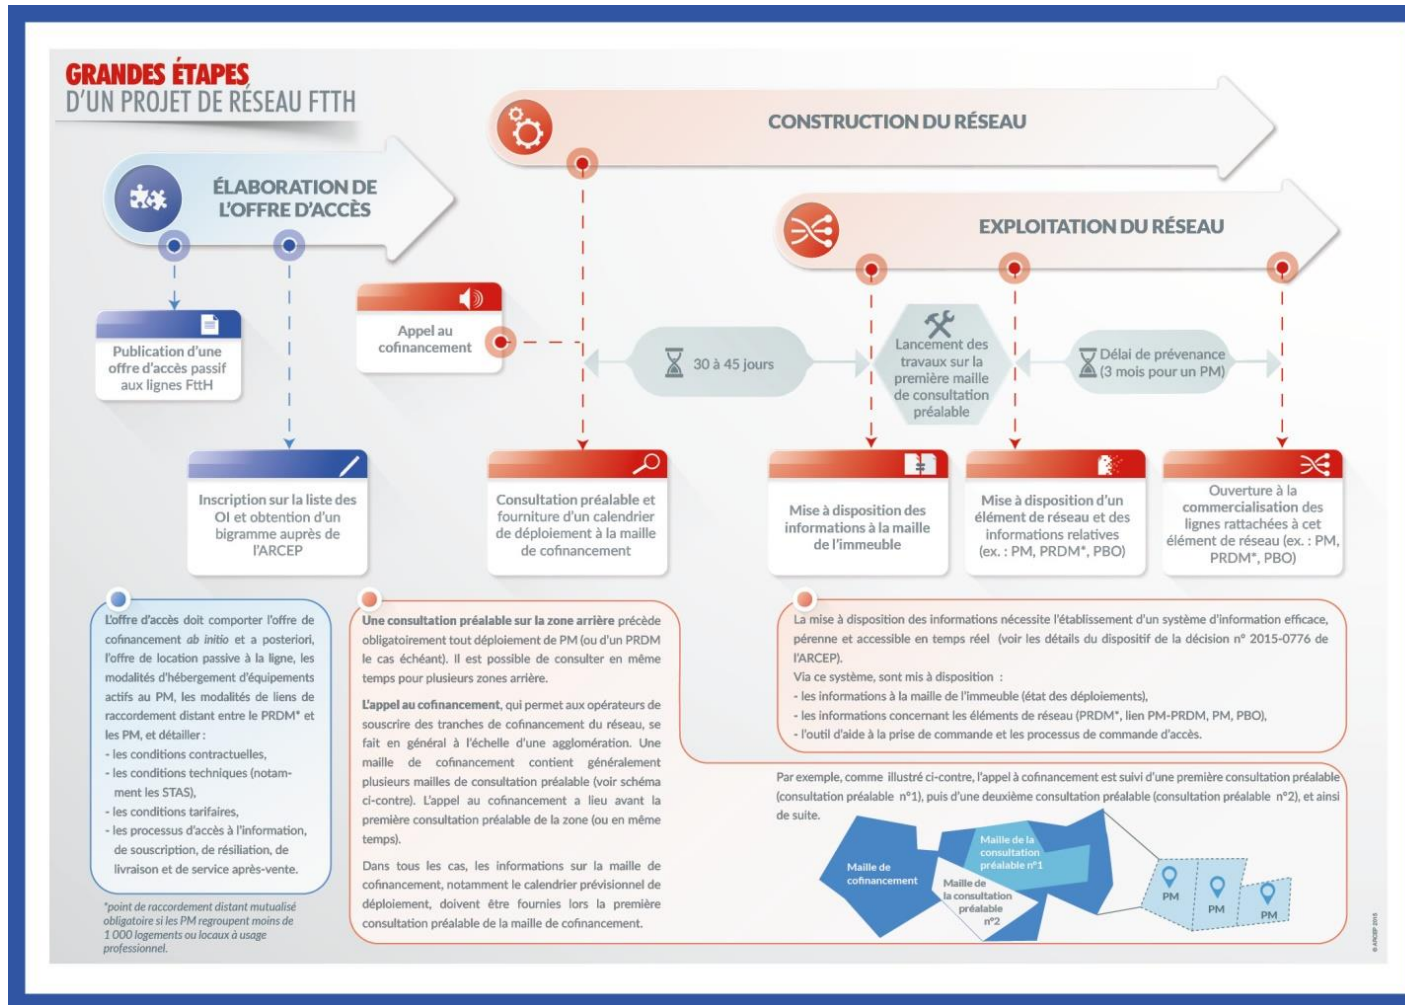 GRANDES ÉTAPES
D'UN PROJET DE RÉSEAU FTTH
CONSTRUCTION DU RÉSEAU
ÉLABORATION DE
L'OFFRE D'ACCÈS
EXPLOITATION DU RÉSEAU
Publication d'une
offre d'accès passif
aux lignes FttH
Appel au
cofinancement
30 à 45 jours
Lancement des
travaux sur la
première maille
de consultation
préalable
Délai de prévenance
(3 mois pour un PM)
Inscription sur la liste des
OI et obtention d'un
bigramme auprès de
l'ARCEP
Consultation préalable et
fourniture d'un calendrier
de déploiement à la maille
de cofinancement
Mise à disposition des
informations à la maille
de l'immeuble
Mise à disposition d'un
élément de réseau et des
informations relatives
(ex. : PM, PRDM*, PBO)
Ouverture à la
commercialisation des
lignes rattachées à cet
élément de réseau (ex. : PM,
PRDM*, PBO)
L'offre d'accès doit comporter l'offre de
cofinancement ab initio et a posteriori,
l'offre de location passive à la ligne, les
modalités d'hébergement d'équipements
actifs au PM, les modalités de liens de
raccordement distant entre le PRDM* et
les PM, et détailler :
- les conditions contractuelles,
- les conditions techniques (notam-
ment les STAS),
- les conditions tarifaires,
- les processus d'accès à l'information,
de souscription, de résiliation, de
livraison et de service après-vente.
*point de raccordement distant mutualisé
obligatoire si les PM regroupent moins de
1 000 logements ou locaux à usage
professionnel.
Une consultation préalable sur la zone arrière précède
obligatoirement tout déploiement de PM (ou d'un PRDM
le cas échéant). Il est possible de consulter en même
temps pour plusieurs zones arrière.
L'appel au cofinancement, qui permet aux opérateurs de
souscrire des tranches de cofinancement du réseau, se
fait en général à l'échelle d'une agglomération. Une
maille de cofinancement contient généralement
plusieurs mailles de consultation préalable (voir schéma
ci-contre). L'appel au cofinancement a lieu avant la
première consultation préalable de la zone (ou en même
temps).
Dans tous les cas, les informations sur la maille de
cofinancement, notamment le calendrier prévisionnel de
déploiement, doivent être fournies lors la première
consultation préalable de la maille de cofinancement.
La mise à disposition des informations nécessite l'établissement d'un système d'information efficace,
pérenne et accessible en temps réel (voir les détails du dispositif de la décision n° 2015-0776 de
l'ARCEP).
Via ce système, sont mis à disposition :
- les informations à la maille de l'immeuble (état des déploiements),
- les informations concernant les éléments de réseau (PRDM*, lien PM-PRDM, PM, PBO),
- l'outil d'aide à la prise de commande et les processus de commande d'accès.
Par exemple, comme illustré ci-contre, l'appel à cofinancement est suivi d'une première consultation préalable
(consultation préalable n°1), puis d'une deuxième consultation préalable (consultation préalable n°2), et ainsi
de suite.
Maille de
cofinancement
Maille de la
consultation
préalable n°1
Maille de
la consultation
préalable
n°2
PM
PM
PM
© ARCEP 2015